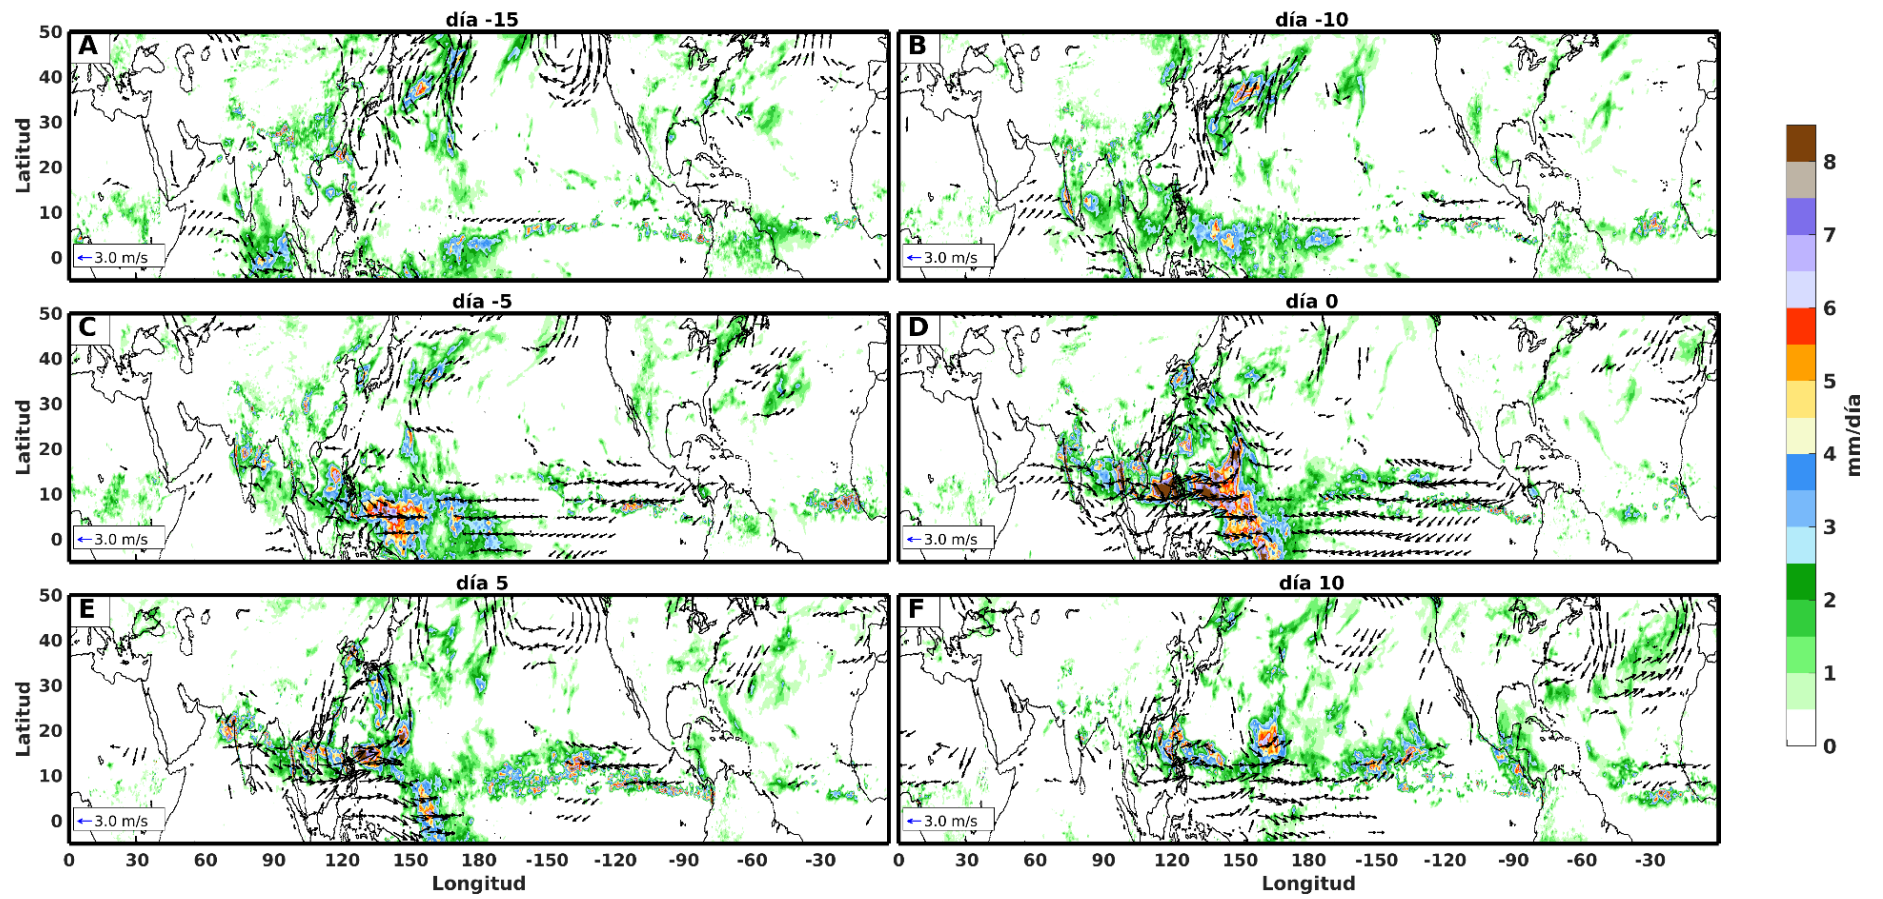 día -15
día -10
50
40
30
20
10
0
Latitud
A
3.0 m/s
B
3.0 m/s
día -5
día 0
50
40
30
20
10
0
Latitud
C
3.0 m/s
D
3.0 m/s
día 5
día 10
50
40
30
20
10
0
Latitud
E
3.0 m/s
F
3.0 m/s
0 30 60 90 120 150 180 -150 -120 -90 -60 -30
0 30 60 90 120 150 180 -150 -120 -90 -60 -30
Longitud
Longitud
8
7
6
5
4
3
2
1
0
mm/día